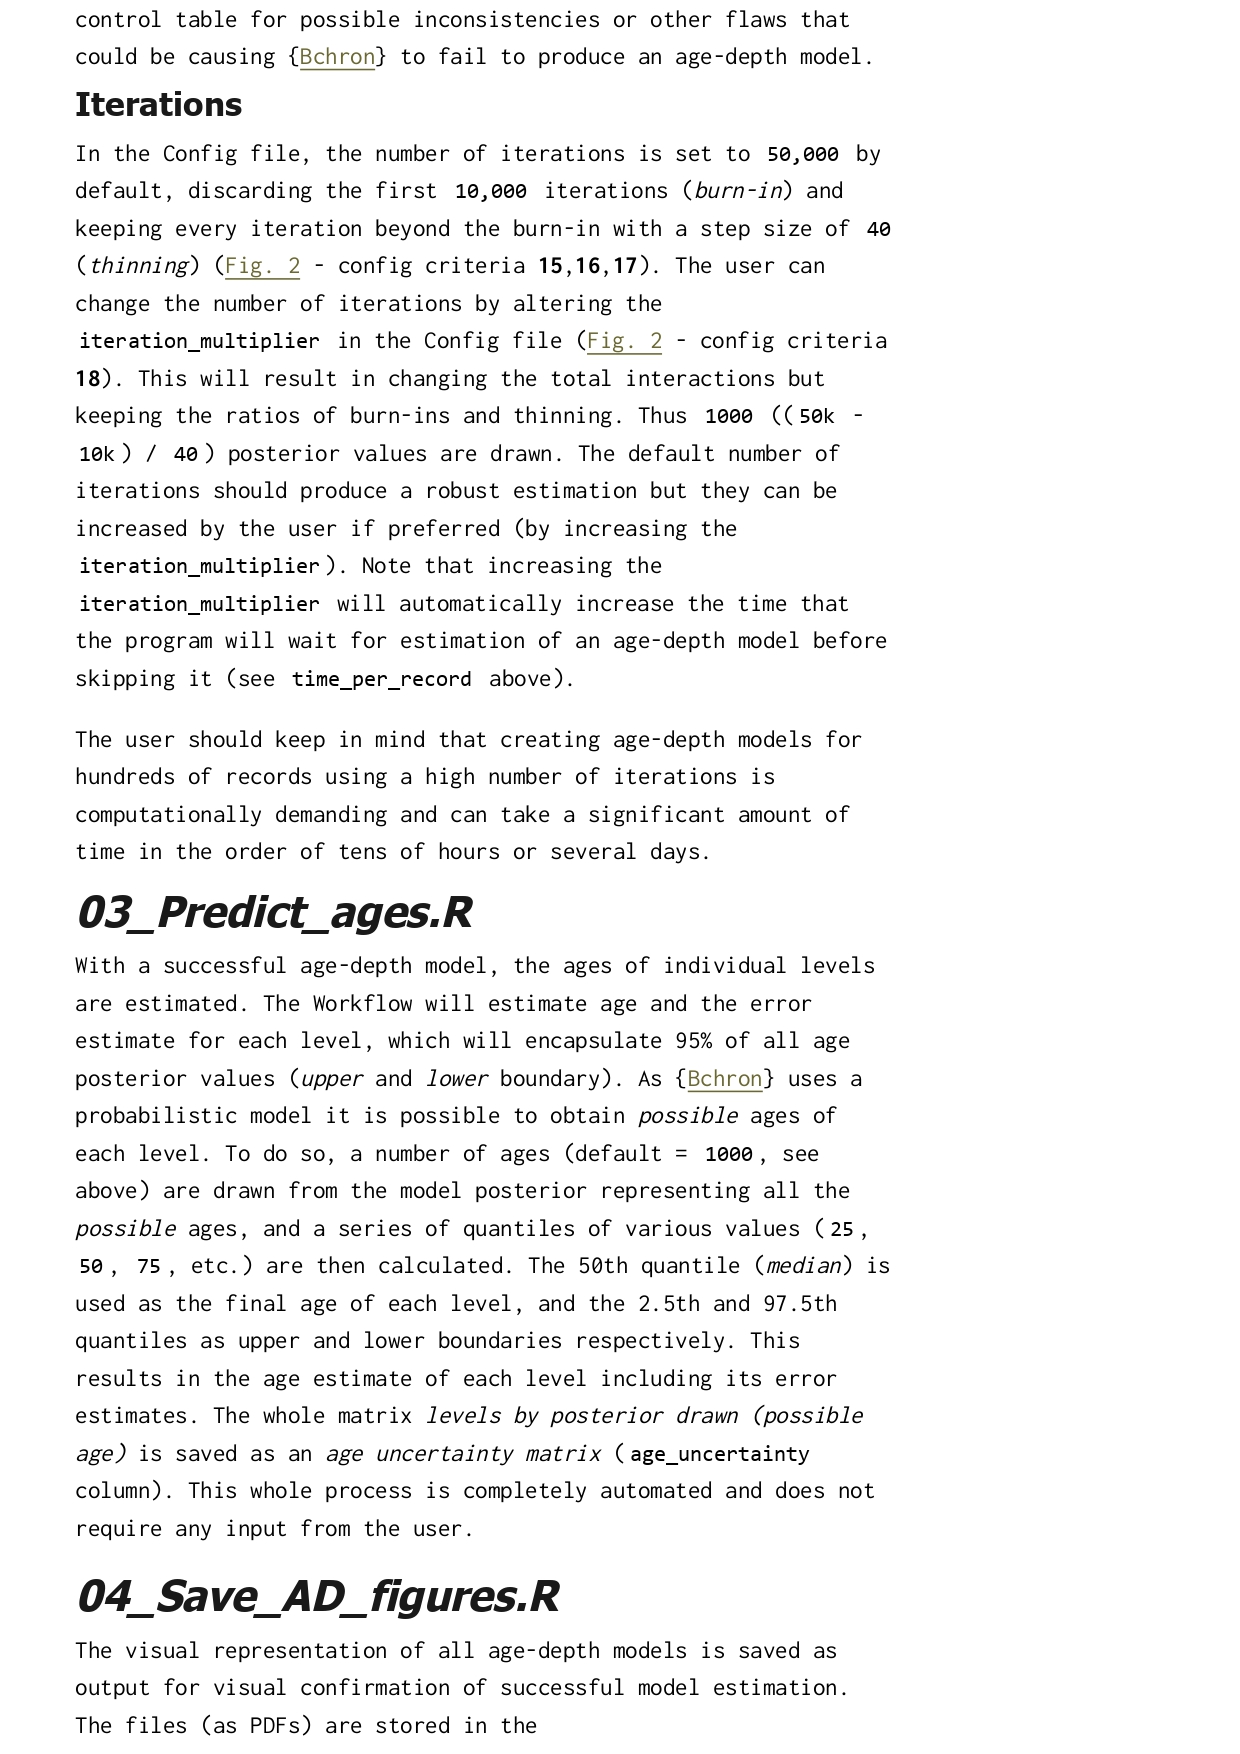 control table for possible inconsistencies or other flaws that
could be causing {Bchron} to fail to produce an age-depth model.
Iterations
In the Config file, the number of iterations is set to 50,000 by
default, discarding the first 10,000 iterations (burn-in) and
keeping every iteration beyond the burn-in with a step size of 40
(thinning) (Fig. 2 - config criteria 15,16,17). The user can
change the number of iterations by altering the
iteration_multiplier in the Config file (Fig. 2 - config criteria
18). This will result in changing the total interactions but
keeping the ratios of burn-ins and thinning. Thus 1000 ((50k -
10k) / 40) posterior values are drawn. The default number of
iterations should produce a robust estimation but they can be
increased by the user if preferred (by increasing the
iteration_multiplier). Note that increasing the
iteration_multiplier will automatically increase the time that
the program will wait for estimation of an age-depth model before
skipping it (see time_per_record above).
The user should keep in mind that creating age-depth models for
hundreds of records using a high number of iterations is
computationally demanding and can take a significant amount of
time in the order of tens of hours or several days.
03_Predict_ages.R
With a successful age-depth model, the ages of individual levels
are estimated. The Workflow will estimate age and the error
estimate for each level, which will encapsulate 95% of all age
posterior values (upper and lower boundary). As {Bchron} uses a
probabilistic model it is possible to obtain possible ages of
each level. To do so, a number of ages (default = 1000, see
above) are drawn from the model posterior representing all the
possible ages, and a series of quantiles of various values (25,
50, 75, etc.) are then calculated. The 50th quantile (median) is
used as the final age of each level, and the 2.5th and 97.5th
quantiles as upper and lower boundaries respectively. This
results in the age estimate of each level including its error
estimates. The whole matrix levels by posterior drawn (possible
age) is saved as an age uncertainty matrix (age_uncertainty
column). This whole process is completely automated and does not
require any input from the user.
04_Save_AD_figures.R
The visual representation of all age-depth models is saved as
output for visual confirmation of successful model estimation.
The files (as PDFs) are stored in the